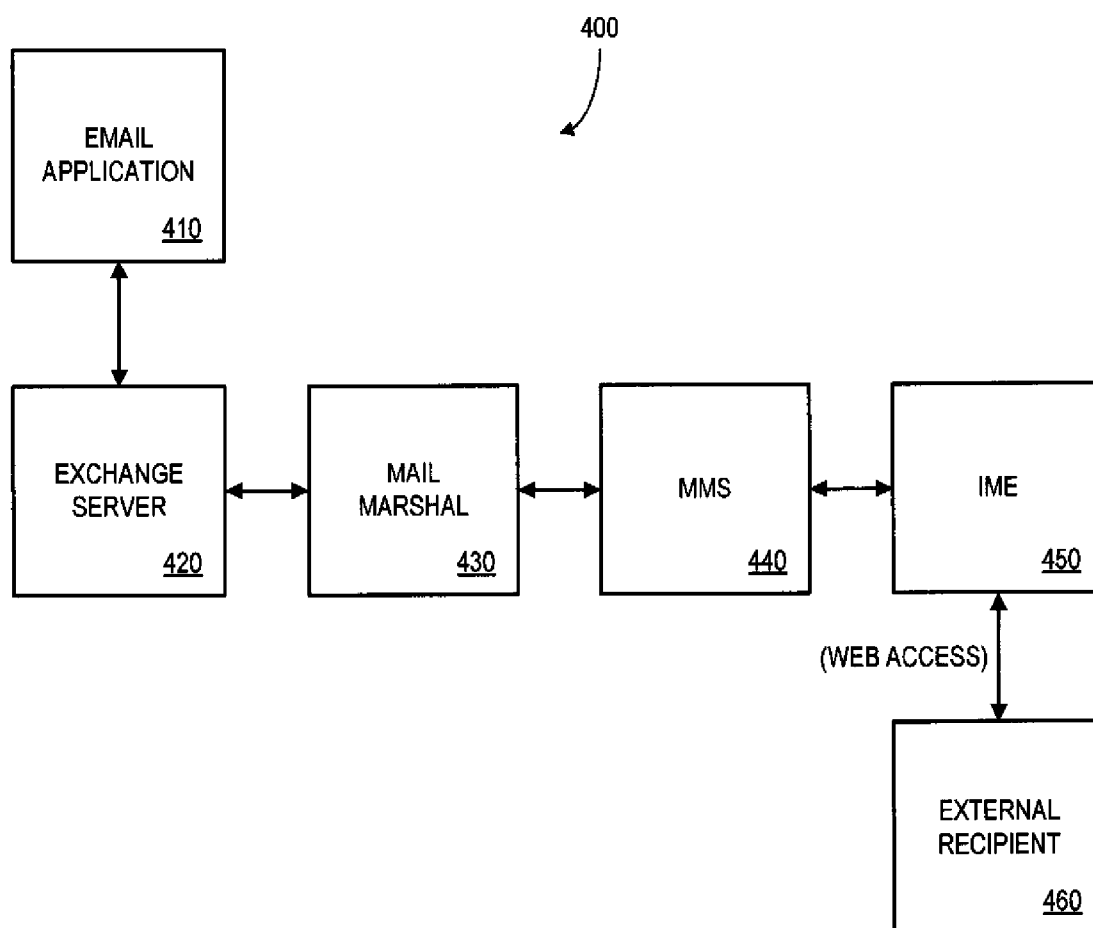 400
EMAIL
APPLICATION
410
EXCHANGE
SERVER
420
MAIL
MARSHAL
430
MMS
440
IME
450
(WEB ACCESS)
EXTERNAL
RECIPIENT
460